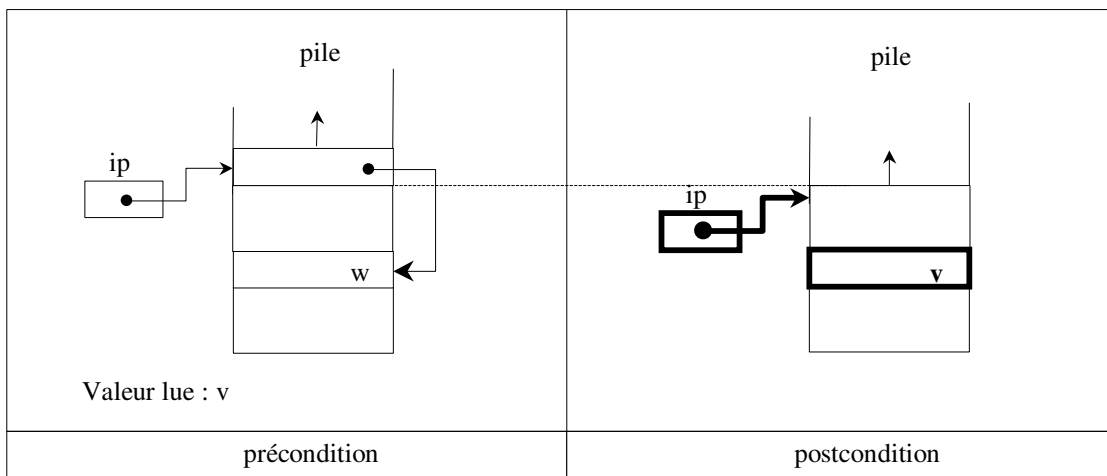 pile
ip
w
Valeur lue : v
précondition
pile
ip
v
postcondition